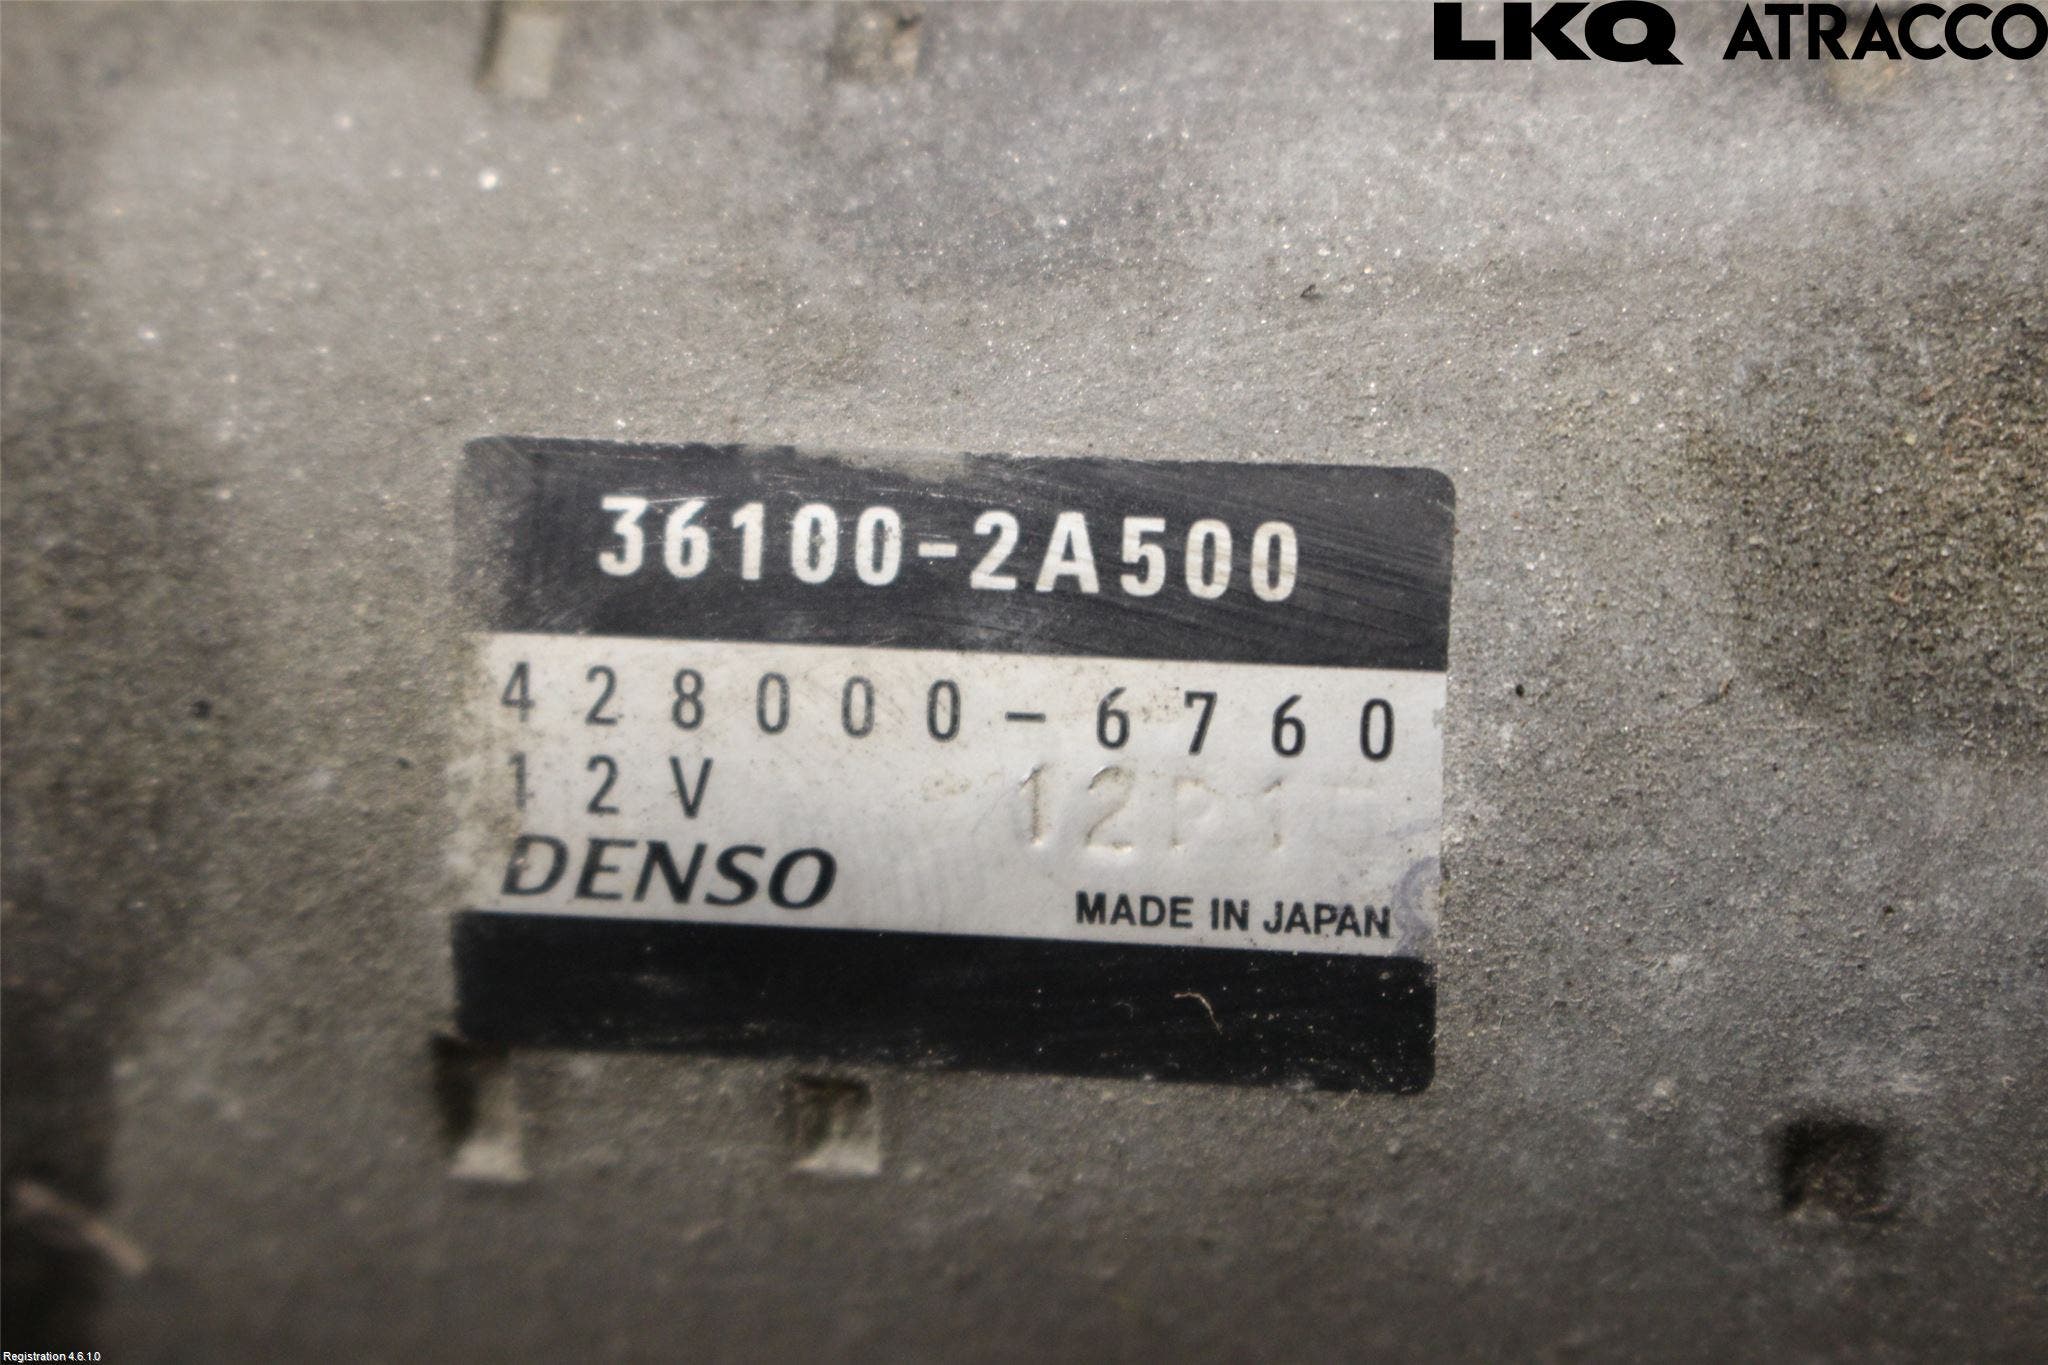 LKQ ATRACCO
36100-2A500
428000-6760
12V
DENSO
MADE IN JAPAN
Registration 4.6.1.0